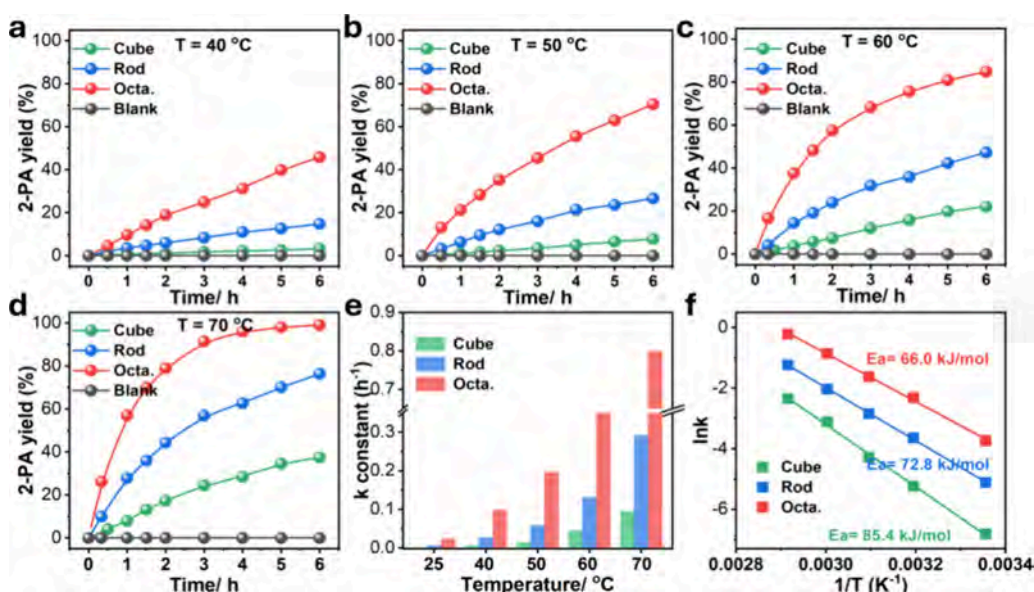 a
T = 40 °C
Cube
Rod
Octa.
Blank
2-PA yield (%)
100
80
60
40
20
0
0 1 2 3 4 5 6
Time/ h
b
T = 50 °C
Cube
Rod
Octa.
Blank
2-PA yield (%)
100
80
60
40
20
0
0 1 2 3 4 5 6
Time/ h
c
T = 60 °C
Cube
Rod
Octa.
Blank
2-PA yield (%)
100
80
60
40
20
0
0 1 2 3 4 5 6
Time/ h
d
T = 70 °C
Cube
Rod
Octa.
Blank
2-PA yield (%)
100
80
60
40
20
0
0 1 2 3 4 5 6
Time/ h
e
Cube
Rod
Octa.
k constant (h⁻¹)
0.9
0.8
0.7
0.3
0.2
0.1
0.0
25 40 50 60 70
Temperature/ °C
f
Ea= 66.0 kJ/mol
Cube
Rod
Octa.
Ea= 72.8 kJ/mol
Ea= 85.4 kJ/mol
lnk
0
-2
-4
-6
0.0028 0.0030 0.0032 0.0034
1/T (K⁻¹)